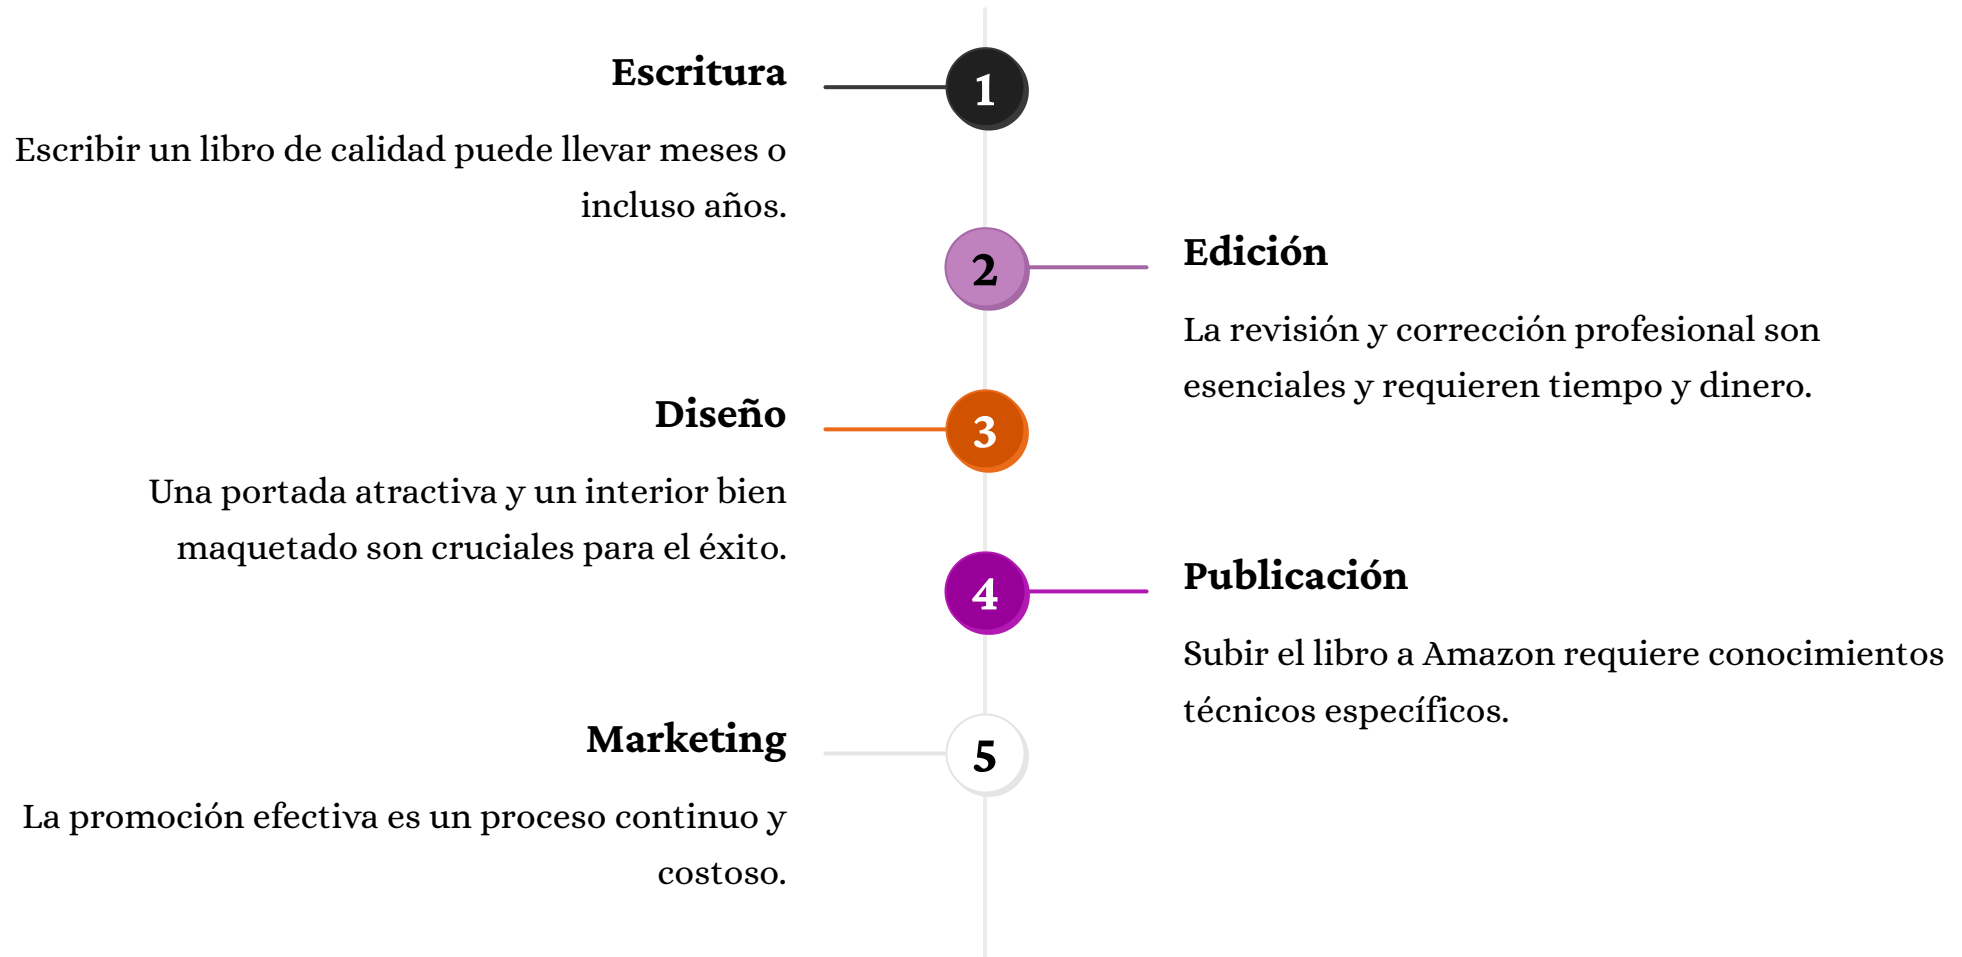 Escritura
1
Escribir un libro de calidad puede llevar meses o
incluso años.
2
Edición
La revisión y corrección profesional son
esenciales y requieren tiempo y dinero.
Diseño
3
Una portada atractiva y un interior bien
maquetado son cruciales para el éxito.
4
Publicación
Subir el libro a Amazon requiere conocimientos
técnicos específicos.
Marketing
5
La promoción efectiva es un proceso continuo y
costoso.